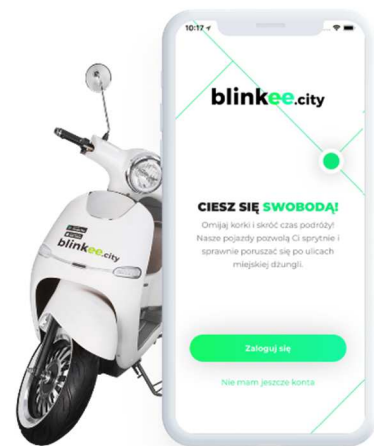 10:17
blinkee.city
CIESZ SIĘ SWOBODĄ!
Omijaj korki i skróć czas podróży!
Nasze pojazdy pozwolą Ci sprytnie i
sprawnie poruszać się po ulicach
miejskiej dżungli.
Zaloguj się
Nie mam jeszcze konta
blinkee.city